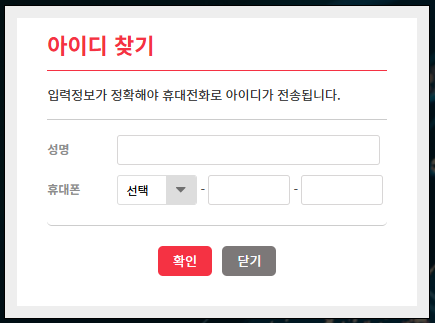 아이디 찾기
입력정보가 정확해야 휴대전화로 아이디가 전송됩니다.
성명
휴대폰 선택 - -
확인 닫기